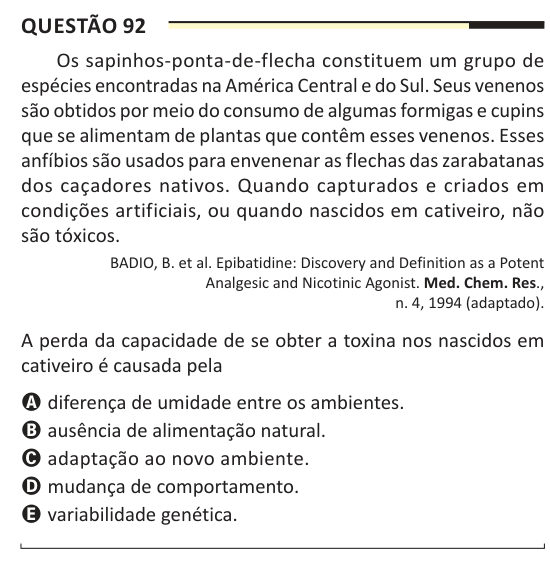 QUESTÃO 92
Os sapinhos-ponta-de-flecha constituem um grupo de
espécies encontradas na América Central e do Sul. Seus venenos
são obtidos por meio do consumo de algumas formigas e cupins
que se alimentam de plantas que contêm esses venenos. Esses
anfíbios são usados para envenenar as flechas das zarabatanas
dos caçadores nativos. Quando capturados e criados em
condições artificiais, ou quando nascidos em cativeiro, não
são tóxicos.
BADIO, B. et al. Epibatidine: Discovery and Definition as a Potent
Analgesic and Nicotinic Agonist. Med. Chem. Res.,
n. 4, 1994 (adaptado).
A perda da capacidade de se obter a toxina nos nascidos em
cativeiro é causada pela
A diferença de umidade entre os ambientes.
B ausência de alimentação natural.
C adaptação ao novo ambiente.
D mudança de comportamento.
E variabilidade genética.